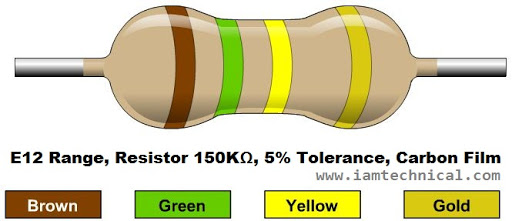 E12 Range, Resistor 150KΩ, 5% Tolerance, Carbon Film
www.iamtechnical.com
Brown Green Yellow Gold